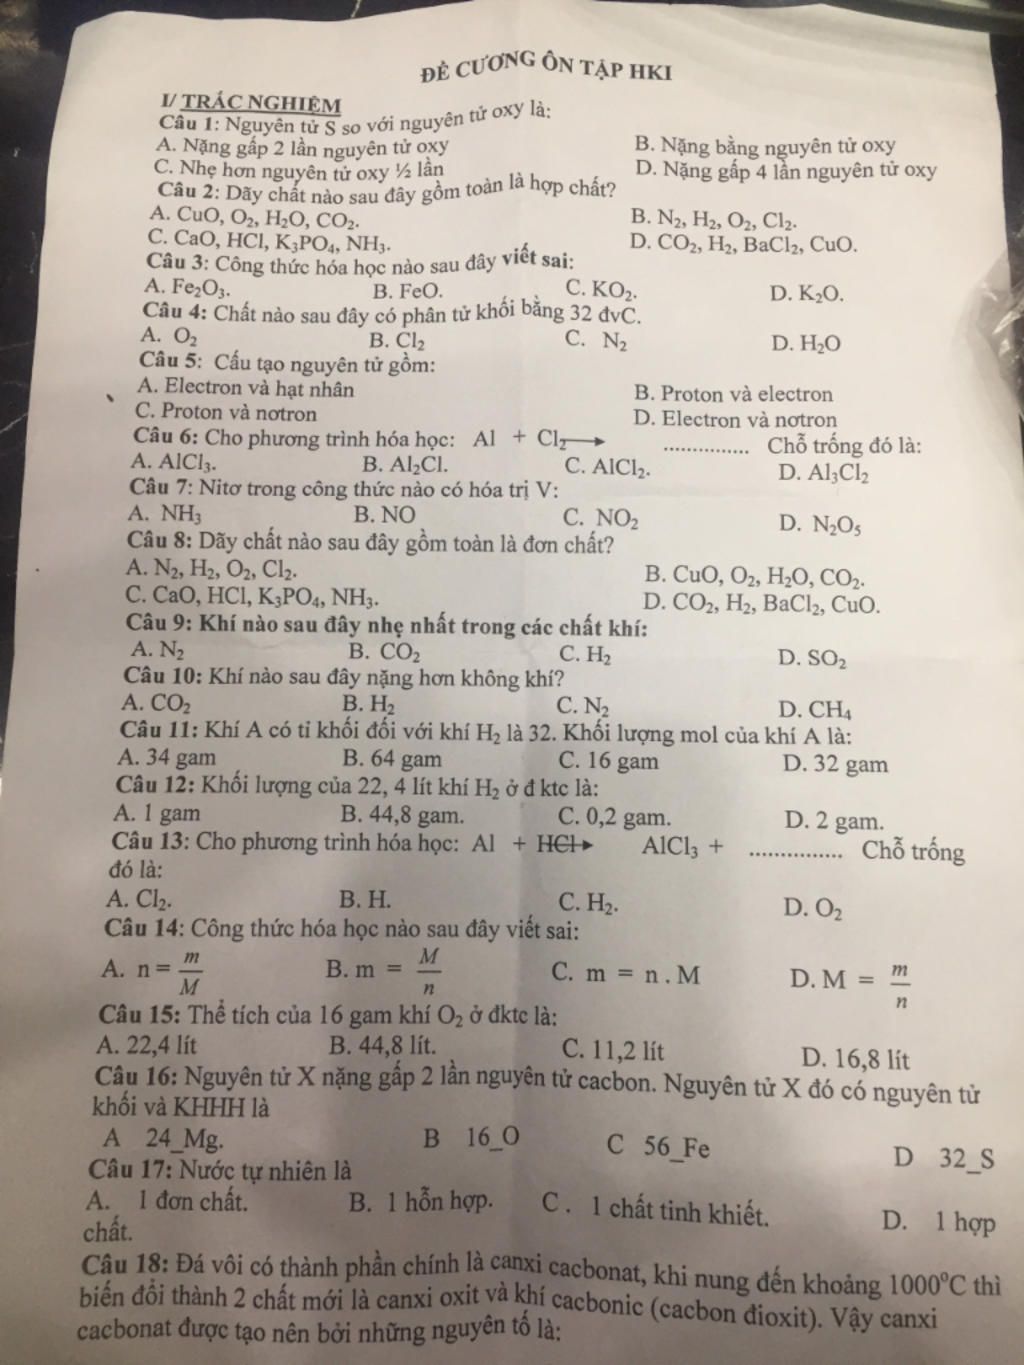 ĐỀ CƯƠNG ÔN TẬP HKI
I/ TRẮC NGHIỆM
Câu 1: Nguyên tử S so với nguyên tử oxy là:
A. Nặng gấp 2 lần nguyên tử oxy B. Nặng bằng nguyên tử oxy
C. Nhẹ hơn nguyên tử oxy ½ lần D. Nặng gấp 4 lần nguyên tử oxy
Câu 2: Dãy chất nào sau đây gồm toàn là hợp chất?
A. CuO, O₂, H₂O, CO₂. B. N₂, H₂, O₂, Cl₂.
C. CaO, HCl, K₃PO₄, NH₃. D. CO₂, H₂, BaCl₂, CuO.
Câu 3: Công thức hóa học nào sau đây viết sai:
A. Fe₂O₃. B. FeO. C. KO₂. D. K₂O.
Câu 4: Chất nào sau đây có phân tử khối bằng 32 đvC.
A. O₂ B. Cl₂ C. N₂ D. H₂O
Câu 5: Cấu tạo nguyên tử gồm:
A. Electron và hạt nhân B. Proton và electron
C. Proton và nơtron D. Electron và nơtron
Câu 6: Cho phương trình hóa học: Al + Cl₂ → ............... Chỗ trống đó là:
A. AlCl₃. B. Al₂Cl. C. AlCl₂. D. Al₃Cl₂
Câu 7: Nitơ trong công thức nào có hóa trị V:
A. NH₃ B. NO C. NO₂ D. N₂O₅
Câu 8: Dãy chất nào sau đây gồm toàn là đơn chất?
A. N₂, H₂, O₂, Cl₂. B. CuO, O₂, H₂O, CO₂.
C. CaO, HCl, K₃PO₄, NH₃. D. CO₂, H₂, BaCl₂, CuO.
Câu 9: Khí nào sau đây nhẹ nhất trong các chất khí:
A. N₂ B. CO₂ C. H₂ D. SO₂
Câu 10: Khí nào sau đây nặng hơn không khí?
A. CO₂ B. H₂ C. N₂ D. CH₄
Câu 11: Khí A có tỉ khối đối với khí H₂ là 32. Khối lượng mol của khí A là:
A. 34 gam B. 64 gam C. 16 gam D. 32 gam
Câu 12: Khối lượng của 22, 4 lít khí H₂ ở đ ktc là:
A. 1 gam B. 44,8 gam. C. 0,2 gam. D. 2 gam.
Câu 13: Cho phương trình hóa học: Al + HCl → AlCl₃ + ............... Chỗ trống
đó là:
A. Cl₂. B. H. C. H₂. D. O₂
Câu 14: Công thức hóa học nào sau đây viết sai:
A. n = m/M B. m = M/n C. m = n . M D. M = m/n
Câu 15: Thể tích của 16 gam khí O₂ ở đktc là:
A. 22,4 lít B. 44,8 lít. C. 11,2 lít D. 16,8 lít
Câu 16: Nguyên tử X nặng gấp 2 lần nguyên tử cacbon. Nguyên tử X đó có nguyên tử
khối và KHHH là
A 24_Mg. B 16_O C 56_Fe D 32_S
Câu 17: Nước tự nhiên là
A. 1 đơn chất. B. 1 hỗn hợp. C . 1 chất tinh khiết. D. 1 hợp
chất.
Câu 18: Đá vôi có thành phần chính là canxi cacbonat, khi nung đến khoảng 1000⁰C thì
biến đổi thành 2 chất mới là canxi oxit và khí cacbonic (cacbon đioxit). Vậy canxi
cacbonat được tạo nên bởi những nguyên tố là: